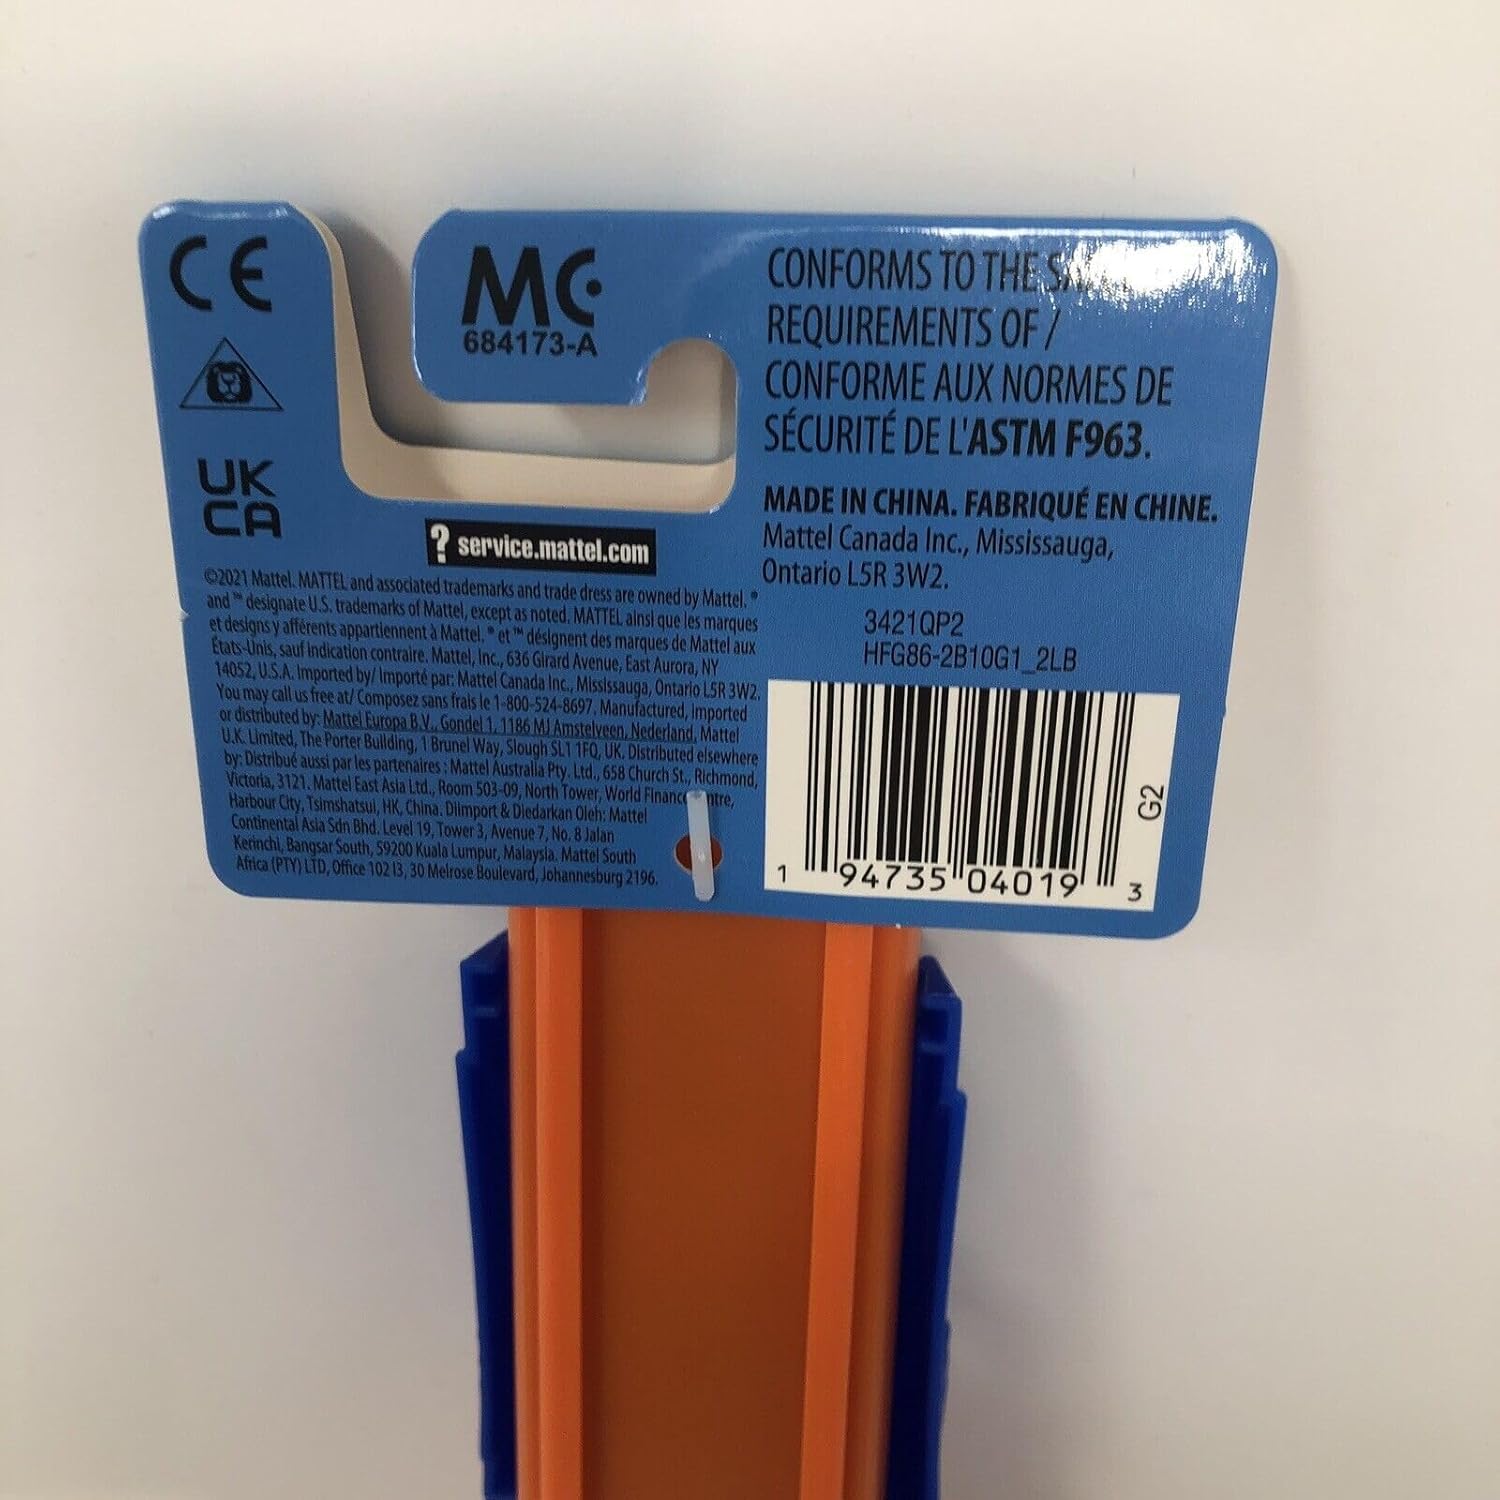 CE
UK
CA
MC
684173-A
CONFORMS TO THE
REQUIREMENTS OF /
CONFORME AUX NORMES DE
SÉCURITÉ DE L'ASTM F963.
MADE IN CHINA. FABRIQUÉ EN CHINE.
Mattel Canada Inc., Mississauga,
Ontario L5R 3W2.
3421QP2
HFG86-2B10G1_2LB
? service.mattel.com
©2021 Mattel. MATTEL and associated trademarks and trade dress are owned by Mattel. ®
and ™ designate U.S. trademarks of Mattel, except as noted. MATTEL ainsi que les marques
et designs y afférents appartiennent à Mattel. ® et ™ désignent des marques de Mattel aux
États-Unis, sauf indication contraire. Mattel, Inc., 636 Girard Avenue, East Aurora, NY
14052, U.S.A. Imported by/ Importé par: Mattel Canada Inc., Mississauga, Ontario L5R 3W2.
You may call us free at/ Composez sans frais le 1-800-524-8697. Manufactured, imported
or distributed by: Mattel Europa B.V., Gondel 1, 1186 MJ Amstelveen, Nederland. Mattel
U.K. Limited, The Porter Building, 1 Brunel Way, Slough SL1 1FQ, UK. Distributed elsewhere
by: Distribué aussi par les partenaires : Mattel Australia Pty. Ltd., 658 Church St., Richmond,
Victoria, 3121. Mattel East Asia Ltd., Room 503-09, North Tower, World Finance
Harbour City, Tsimshatsui, HK, China. Diimport & Diedarkan Oleh: Mattel
Continental Asia Sdn Bhd. Level 19, Tower 3, Avenue 7, No. 8 Jalan
Kerinchi, Bangsar South, 59200 Kuala Lumpur, Malaysia. Mattel South
Africa (PTY) LTD, Office 102 I3, 30 Melrose Boulevard, Johannesburg 2196.
G2
1 94735 04019 3